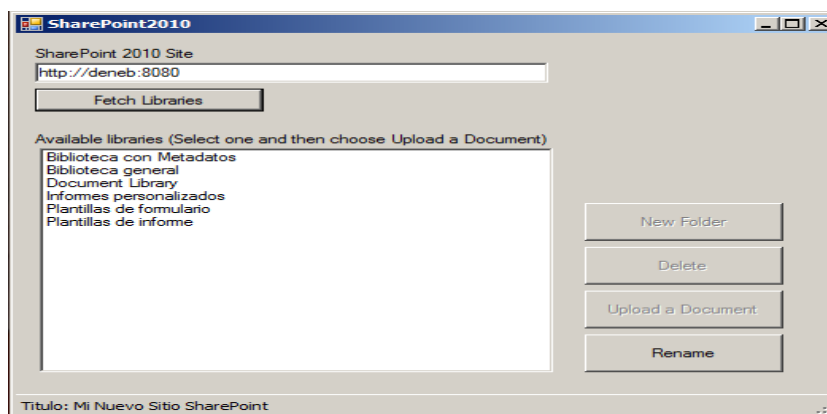 SharePoint2010
SharePoint 2010 Site
http://deneb:8080
Fetch Libraries
Available libraries (Select one and then choose Upload a Document)
Biblioteca con Metadatos
Biblioteca general
Document Library
Informes personalizados
Plantillas de formulario
Plantillas de informe
New Folder
Delete
Upload a Document
Rename
Titulo: Mi Nuevo Sitio SharePoint